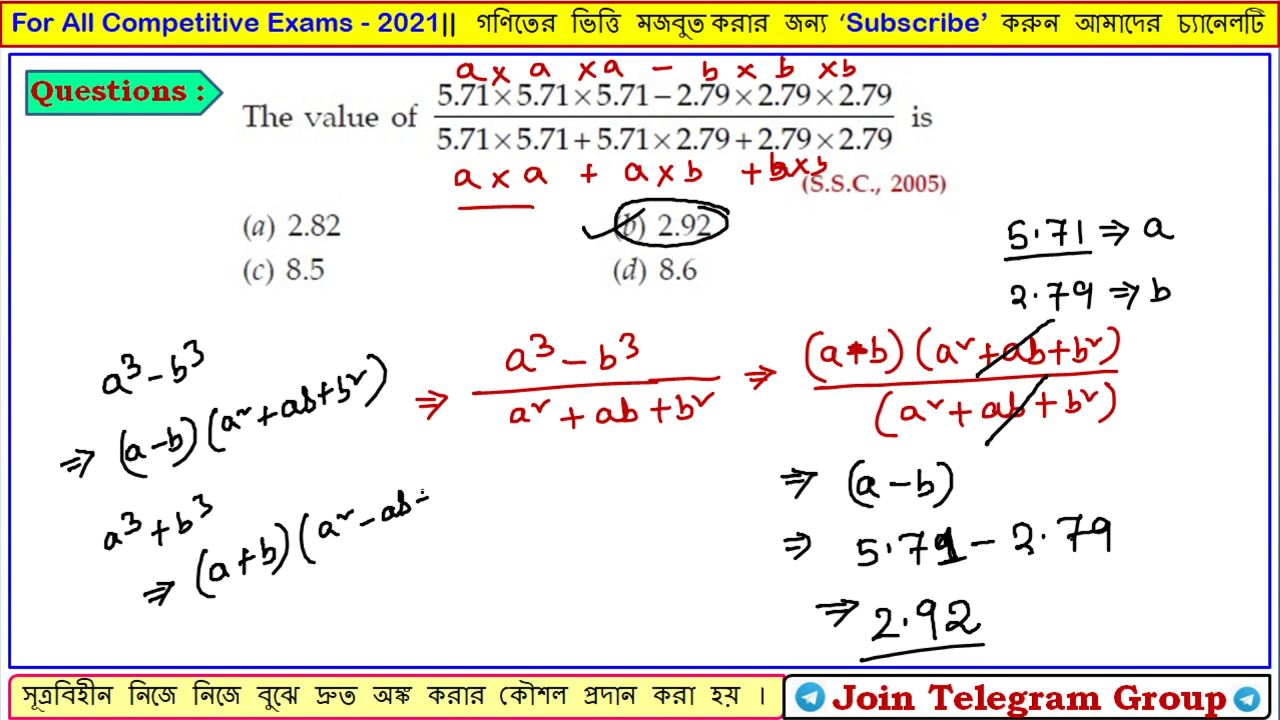 For All Competitive Exams - 2021|| গণিতের ভিত্তি মজবুত করার জন্য ‘Subscribe’ করুন আমাদের চ্যানেলটি
Questions :
a × a × a − b × b × b
The value of (5.71×5.71×5.71−2.79×2.79×2.79)/(5.71×5.71+5.71×2.79+2.79×2.79) is
a × a + a × b + b × b
(S.S.C., 2005)
(a) 2.82 (b) 2.92
(c) 8.5 (d) 8.6
5.71 ⇒ a
2.79 ⇒ b
a³ − b³
⇒ (a−b)(a² + ab + b²)
a³ + b³
⇒ (a+b)(a² − ab +
⇒ (a³ − b³)/(a² + ab + b²) ⇒ (a-b)(a² + ab + b²)/(a² + ab + b²)
⇒ (a − b)
⇒ 5.71 − 2.79
⇒ 2.92
সূত্রবিহীন নিজে নিজে বুঝে দ্রুত অঙ্ক করার কৌশল প্রদান করা হয় ।
Join Telegram Group